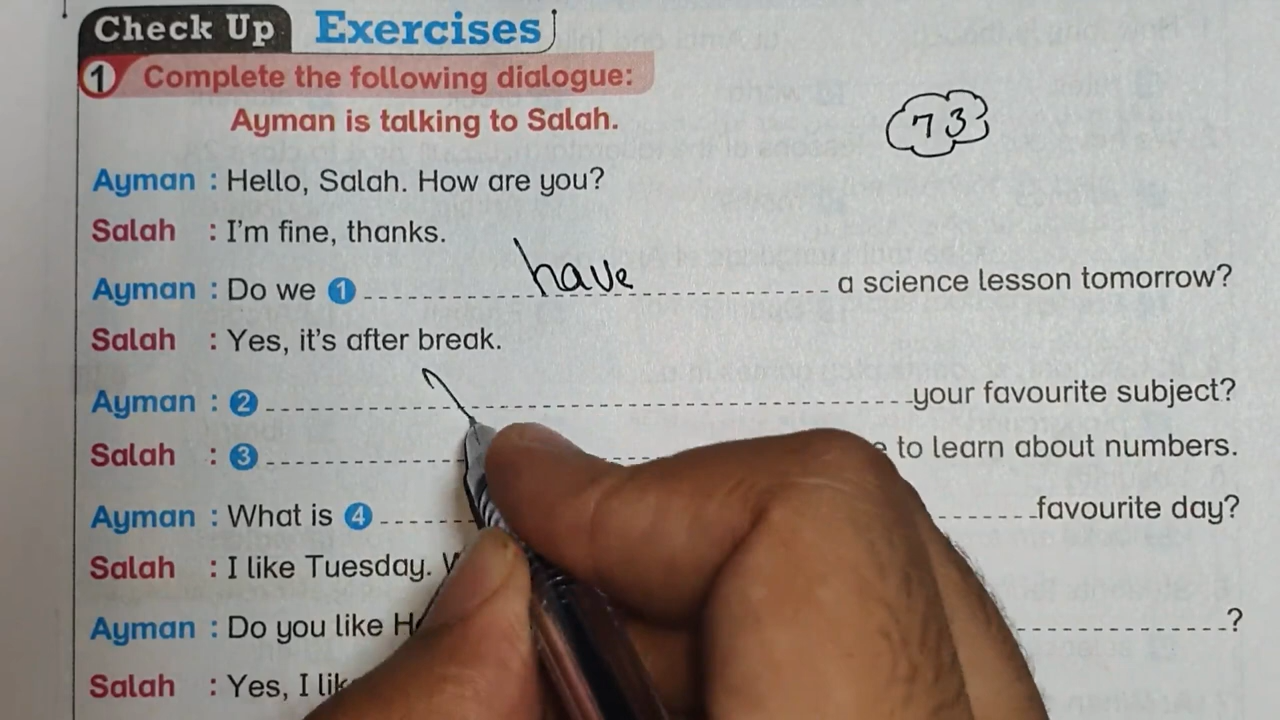 Check Up Exercises
1 Complete the following dialogue:
Ayman is talking to Salah.
73
Ayman : Hello, Salah. How are you?
Salah : I'm fine, thanks.
Ayman : Do we 1 have a science lesson tomorrow?
Salah : Yes, it's after break.
Ayman : 2 your favourite subject?
Salah : 3 to learn about numbers.
Ayman : What is 4 favourite day?
Salah : I like Tuesday.
Ayman : Do you like ?
Salah : Yes, I